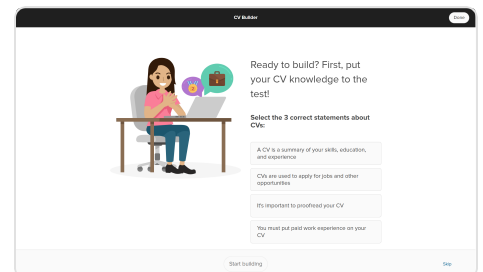 CV Builder
Done
Ready to build? First, put
your CV knowledge to the
test!
Select the 3 correct statements about
CVs:
A CV is a summary of your skills, education,
and experience
CVs are used to apply for jobs and other
opportunities
It's important to proofread your CV
You must put paid work experience on your
CV
Start building
Skip